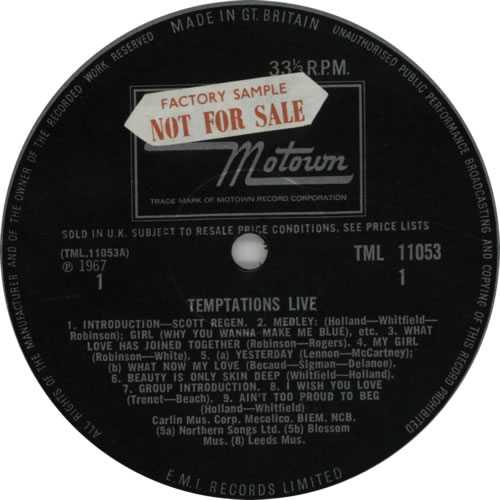 MADE IN GT. BRITAIN
ALL RIGHTS OF THE MANUFACTURER AND OF THE OWNER OF THE RECORDED WORK RESERVED
UNAUTHORISED PUBLIC PERFORMANCE BROADCASTING AND COPYING OF THIS RECORD PROHIBITED
33⅓ R.P.M.
FACTORY SAMPLE
NOT FOR SALE
Motown
TRADE MARK OF MOTOWN RECORD CORPORATION
SOLD IN U.K. SUBJECT TO RESALE PRICE CONDITIONS, SEE PRICE LISTS
(TML.11053A)
TML 11053
℗ 1967
1
1
TEMPTATIONS LIVE
1. INTRODUCTION—SCOTT REGEN. 2. MEDLEY: (Holland—Whitfield—
Robinson); GIRL (WHY YOU WANNA MAKE ME BLUE), etc. 3. WHAT
LOVE HAS JOINED TOGETHER (Robinson—Rogers). 4. MY GIRL
(Robinson—White). 5. (a) YESTERDAY (Lennon—McCartney);
(b) WHAT NOW MY LOVE (Becaud—Sigman—Delanoe).
6. BEAUTY IS ONLY SKIN DEEP (Whitfield—Holland).
7. GROUP INTRODUCTION. 8. I WISH YOU LOVE
(Trenet—Beach). 9. AIN'T TOO PROUD TO BEG
(Holland—Whitfield)
Carlin Mus. Corp. Mecolico, BIEM, NCB.
(5a) Northern Songs Ltd. (5b) Blossom
Mus. (8) Leeds Mus.
E.M.I. RECORDS LIMITED